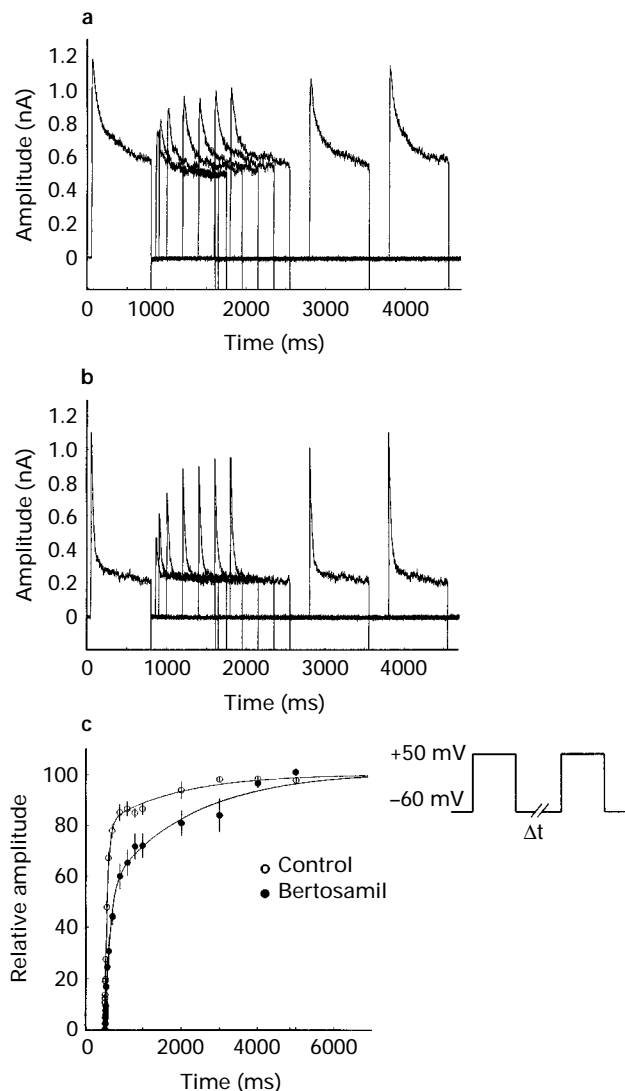 a
1.2
1.0
0.8
0.6
0.4
0.2
0
Amplitude (nA)
0 1000 2000 3000 4000
Time (ms)
b
1.2
1.0
0.8
0.6
0.4
0.2
0
Amplitude (nA)
0 1000 2000 3000 4000
Time (ms)
c
100
80
60
40
20
0
Relative amplitude
Control
Bertosamil
0 2000 4000 6000
Time (ms)
+50 mV
–60 mV
Δt